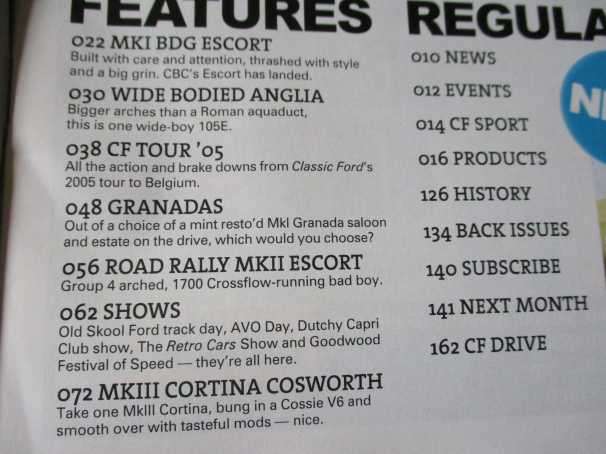 FEATURES
022 MKI BDG ESCORT
Built with care and attention, thrashed with style
and a big grin. CBC's Escort has landed.
030 WIDE BODIED ANGLIA
Bigger arches than a Roman aquaduct,
this is one wide-boy 105E.
038 CF TOUR '05
All the action and brake downs from Classic Ford's
2005 tour to Belgium.
048 GRANADAS
Out of a choice of a mint resto'd MkI Granada saloon
and estate on the drive, which would you choose?
056 ROAD RALLY MKII ESCORT
Group 4 arched, 1700 Crossflow-running bad boy.
062 SHOWS
Old Skool Ford track day, AVO Day, Dutchy Capri
Club show, The Retro Cars Show and Goodwood
Festival of Speed — they're all here.
072 MKIII CORTINA COSWORTH
Take one MkIII Cortina, bung in a Cossie V6 and
smooth over with tasteful mods — nice.
REGULA
010 NEWS
012 EVENTS
014 CF SPORT
016 PRODUCTS
126 HISTORY
134 BACK ISSUES
140 SUBSCRIBE
141 NEXT MONTH
162 CF DRIVE